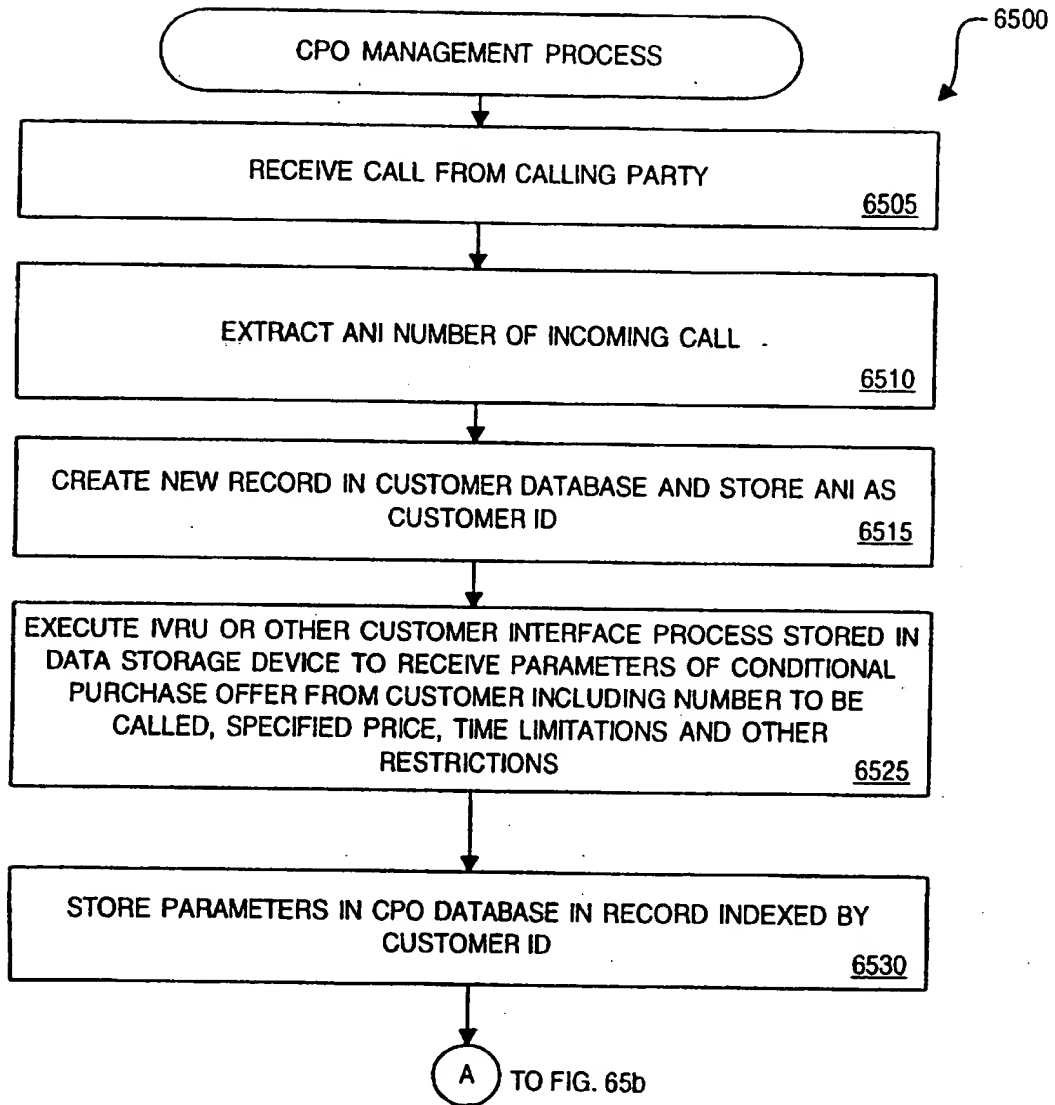 6500
CPO MANAGEMENT PROCESS
RECEIVE CALL FROM CALLING PARTY
6505
EXTRACT ANI NUMBER OF INCOMING CALL
6510
CREATE NEW RECORD IN CUSTOMER DATABASE AND STORE ANI AS
CUSTOMER ID
6515
EXECUTE IVRU OR OTHER CUSTOMER INTERFACE PROCESS STORED IN
DATA STORAGE DEVICE TO RECEIVE PARAMETERS OF CONDITIONAL
PURCHASE OFFER FROM CUSTOMER INCLUDING NUMBER TO BE
CALLED, SPECIFIED PRICE, TIME LIMITATIONS AND OTHER
RESTRICTIONS
6525
STORE PARAMETERS IN CPO DATABASE IN RECORD INDEXED BY
CUSTOMER ID
6530
A TO FIG. 65b